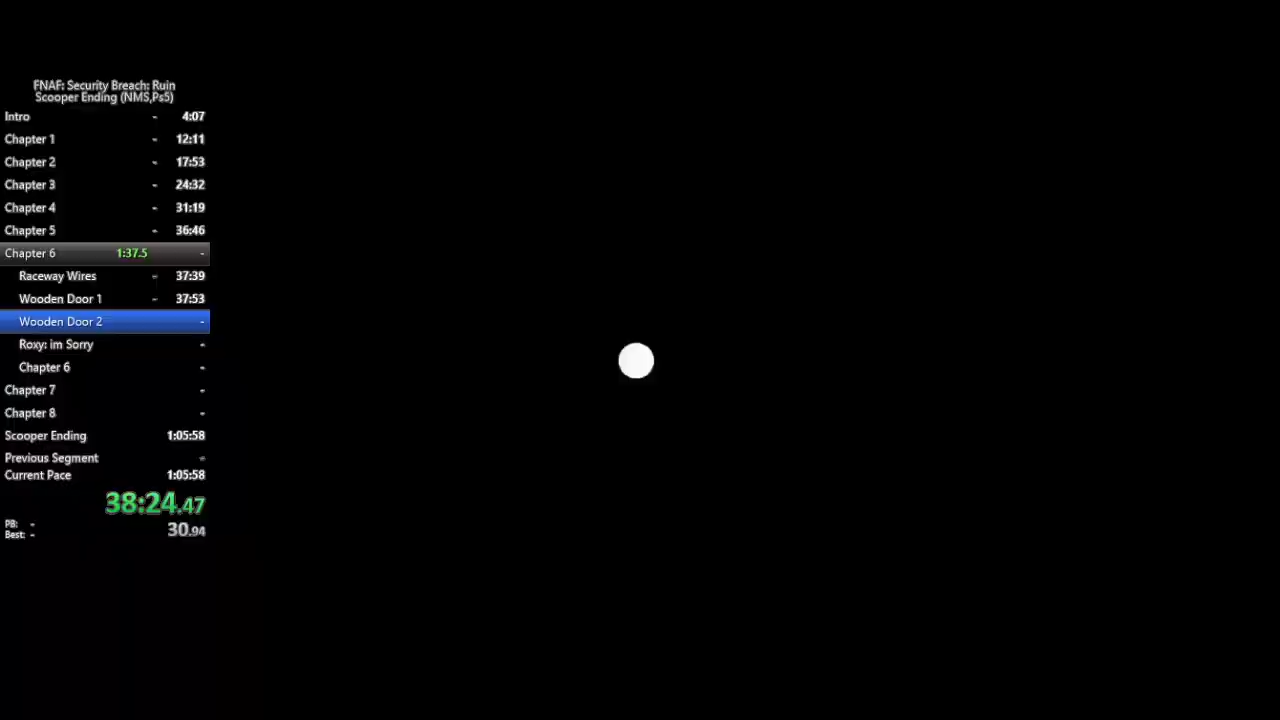 FNAF: Security Breach: Ruin
Scooper Ending (NMS,Ps5)
Intro - 4:07
Chapter 1 - 12:11
Chapter 2 - 17:53
Chapter 3 - 24:32
Chapter 4 - 31:19
Chapter 5 - 36:46
Chapter 6 1:37.5 -
Raceway Wires - 37:39
Wooden Door 1 - 37:53
Wooden Door 2 -
Roxy: im Sorry -
Chapter 6 -
Chapter 7 -
Chapter 8 -
Scooper Ending 1:05:58
Previous Segment -
Current Pace 1:05:58
38:24.47
PB: - 30.94
Best: -